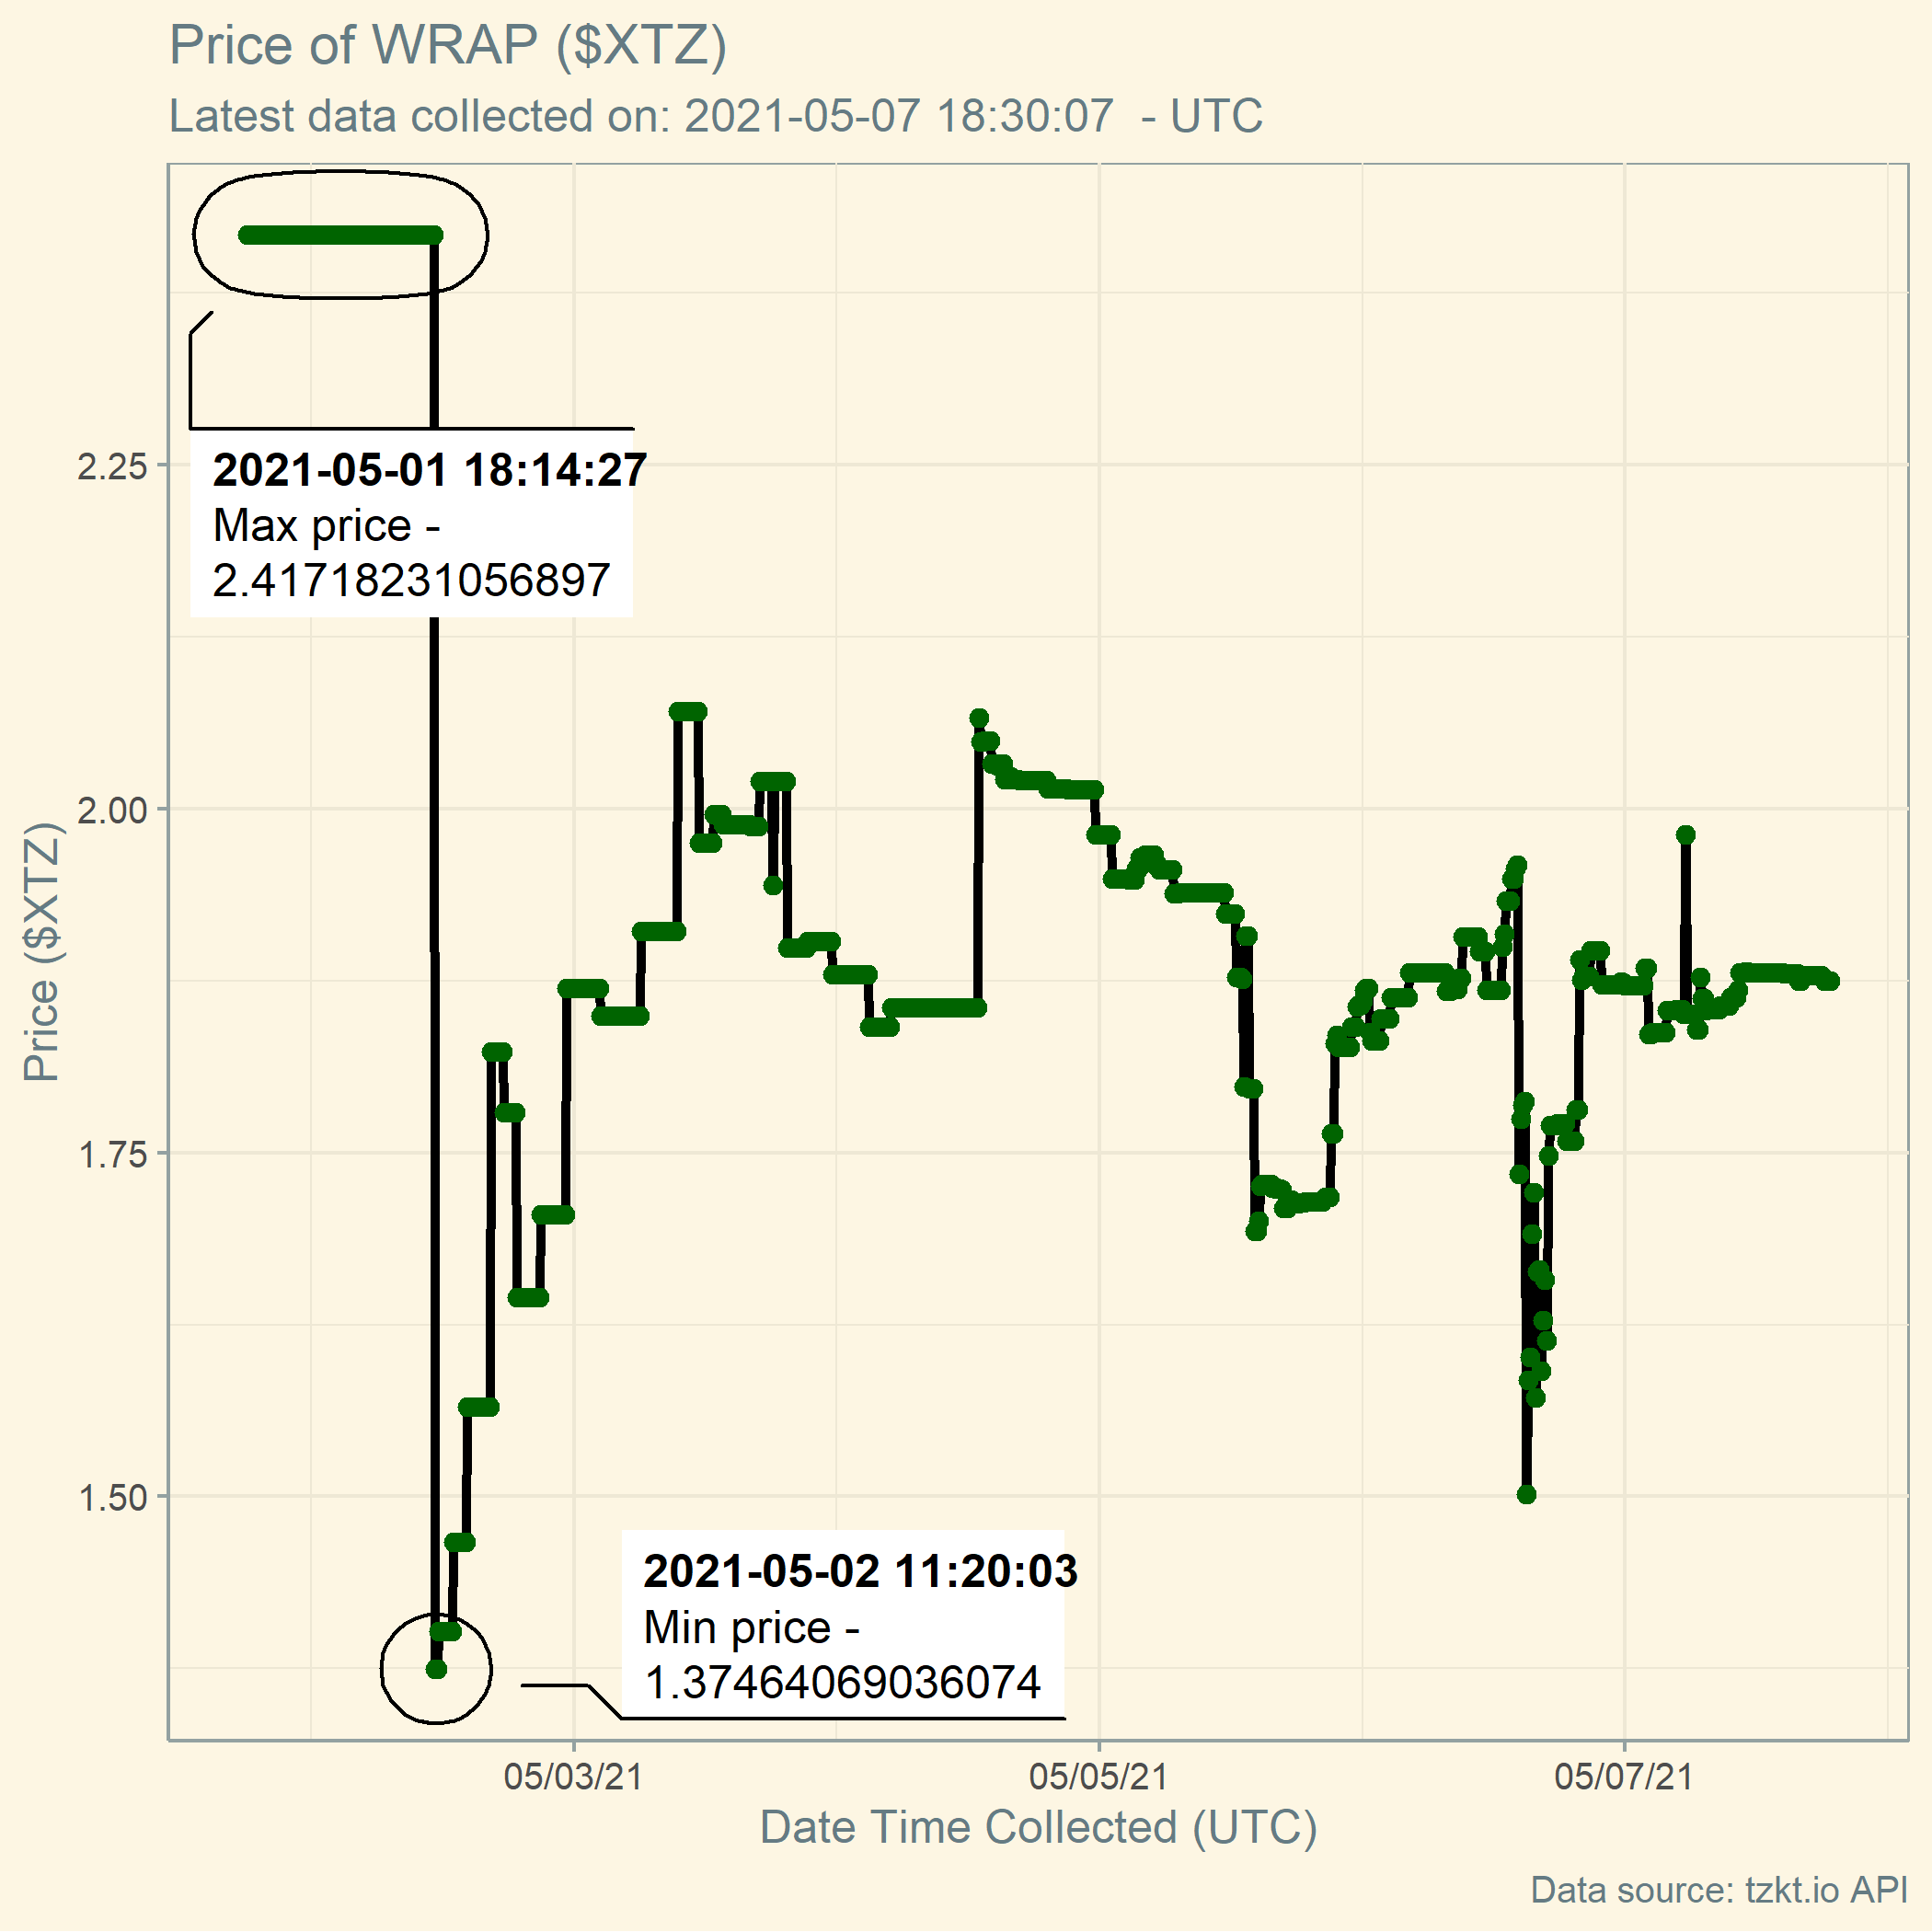 Price of WRAP ($XTZ)
Latest data collected on: 2021-05-07 18:30:07  - UTC
2021-05-01 18:14:27
Max price -
2.41718231056897
2.25
2.00
1.75
1.50
Price ($XTZ)
2021-05-02 11:20:03
Min price -
1.37464069036074
05/03/21
05/05/21
05/07/21
Date Time Collected (UTC)
Data source: tzkt.io API